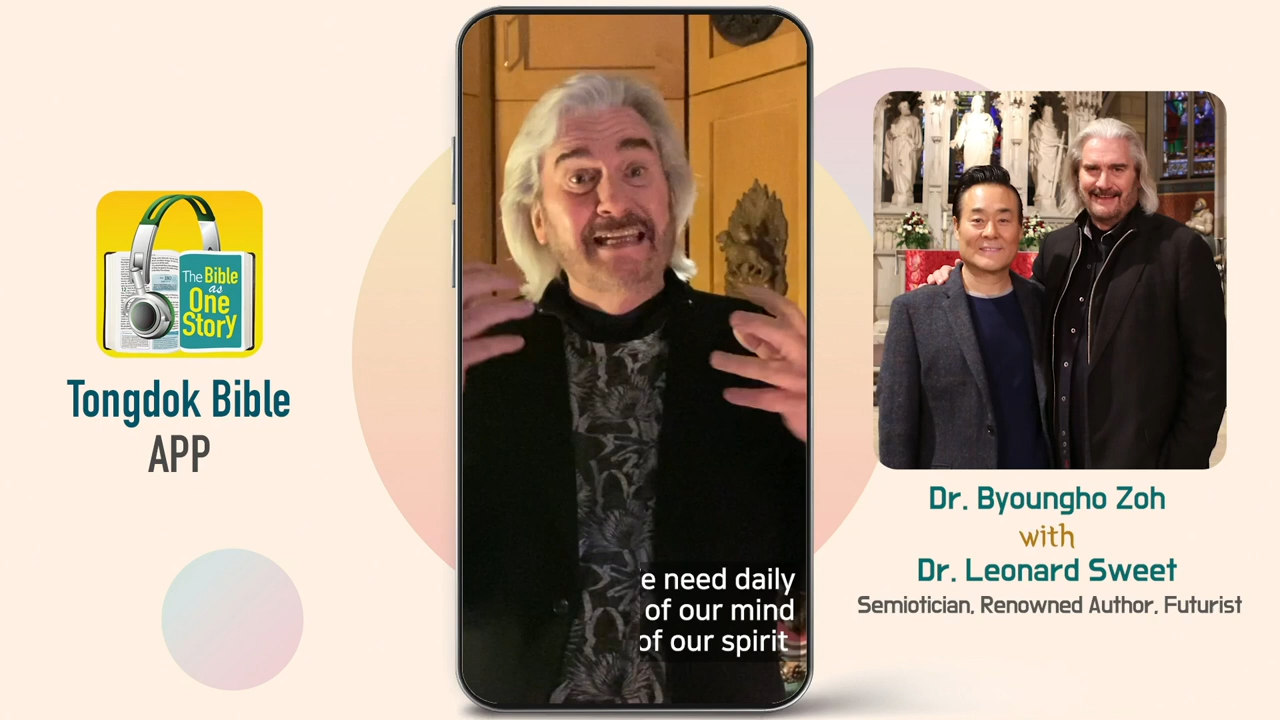 The Bible
as
One
Story
Tongdok Bible
APP
e need daily
of our mind
of our spirit
Dr. Byoungho Zoh
with
Dr. Leonard Sweet
Semiotician, Renowned Author, Futurist